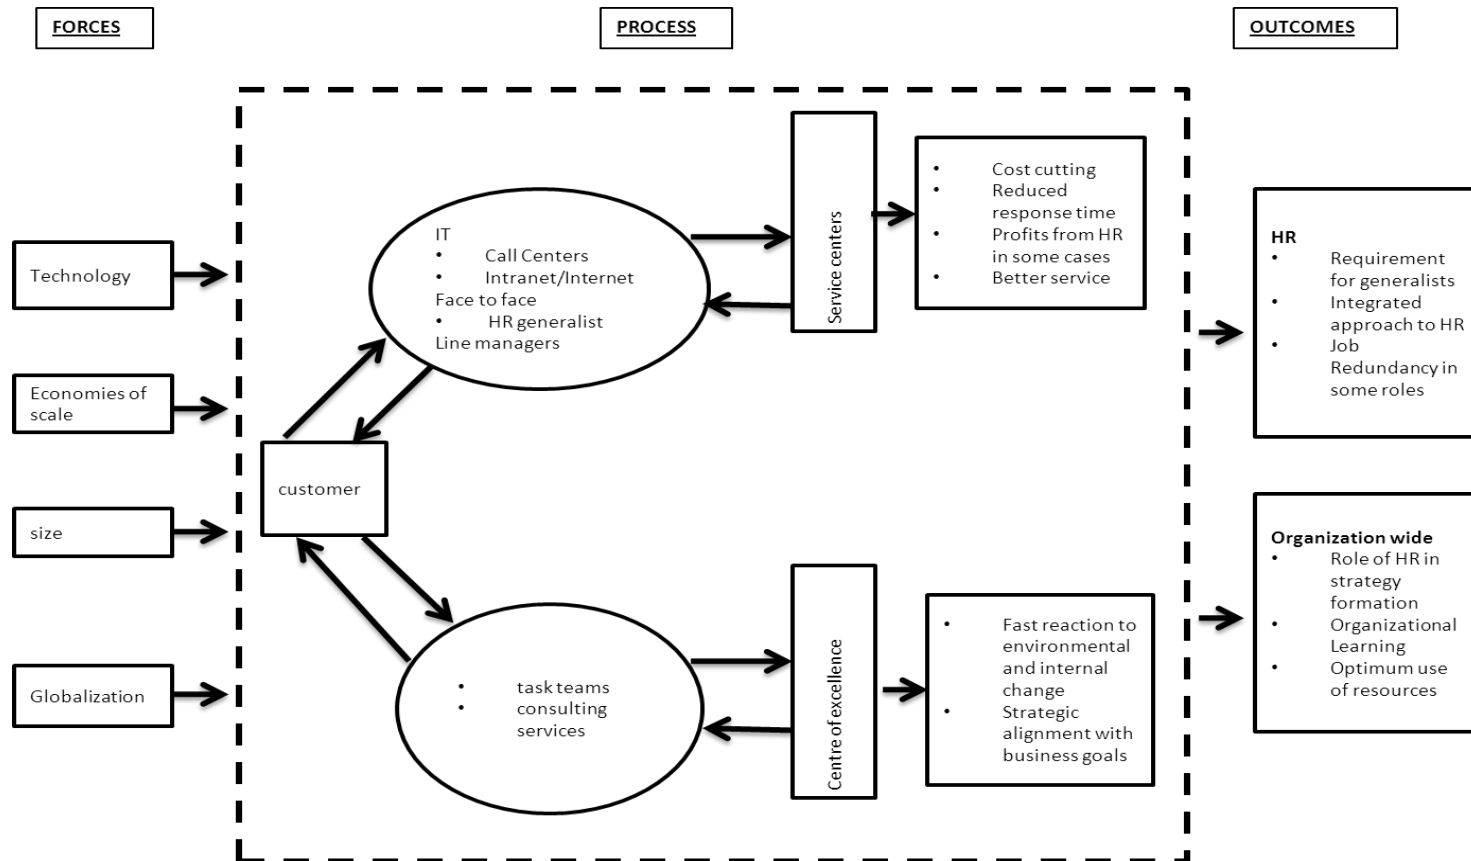 FORCES
PROCESS
OUTCOMES
Technology
Economies of
scale
size
Globalization
customer
IT
• Call Centers
• Intranet/Internet
Face to face
• HR generalist
Line managers
Service centers
• Cost cutting
• Reduced
response time
• Profits from HR
in some cases
• Better service
• task teams
• consulting
services
Centre of excellence
• Fast reaction to
environmental
and internal
change
• Strategic
alignment with
business goals
HR
• Requirement
for generalists
• Integrated
approach to HR
• Job
Redundancy in
some roles
Organization wide
• Role of HR in
strategy
formation
• Organizational
Learning
• Optimum use
of resources